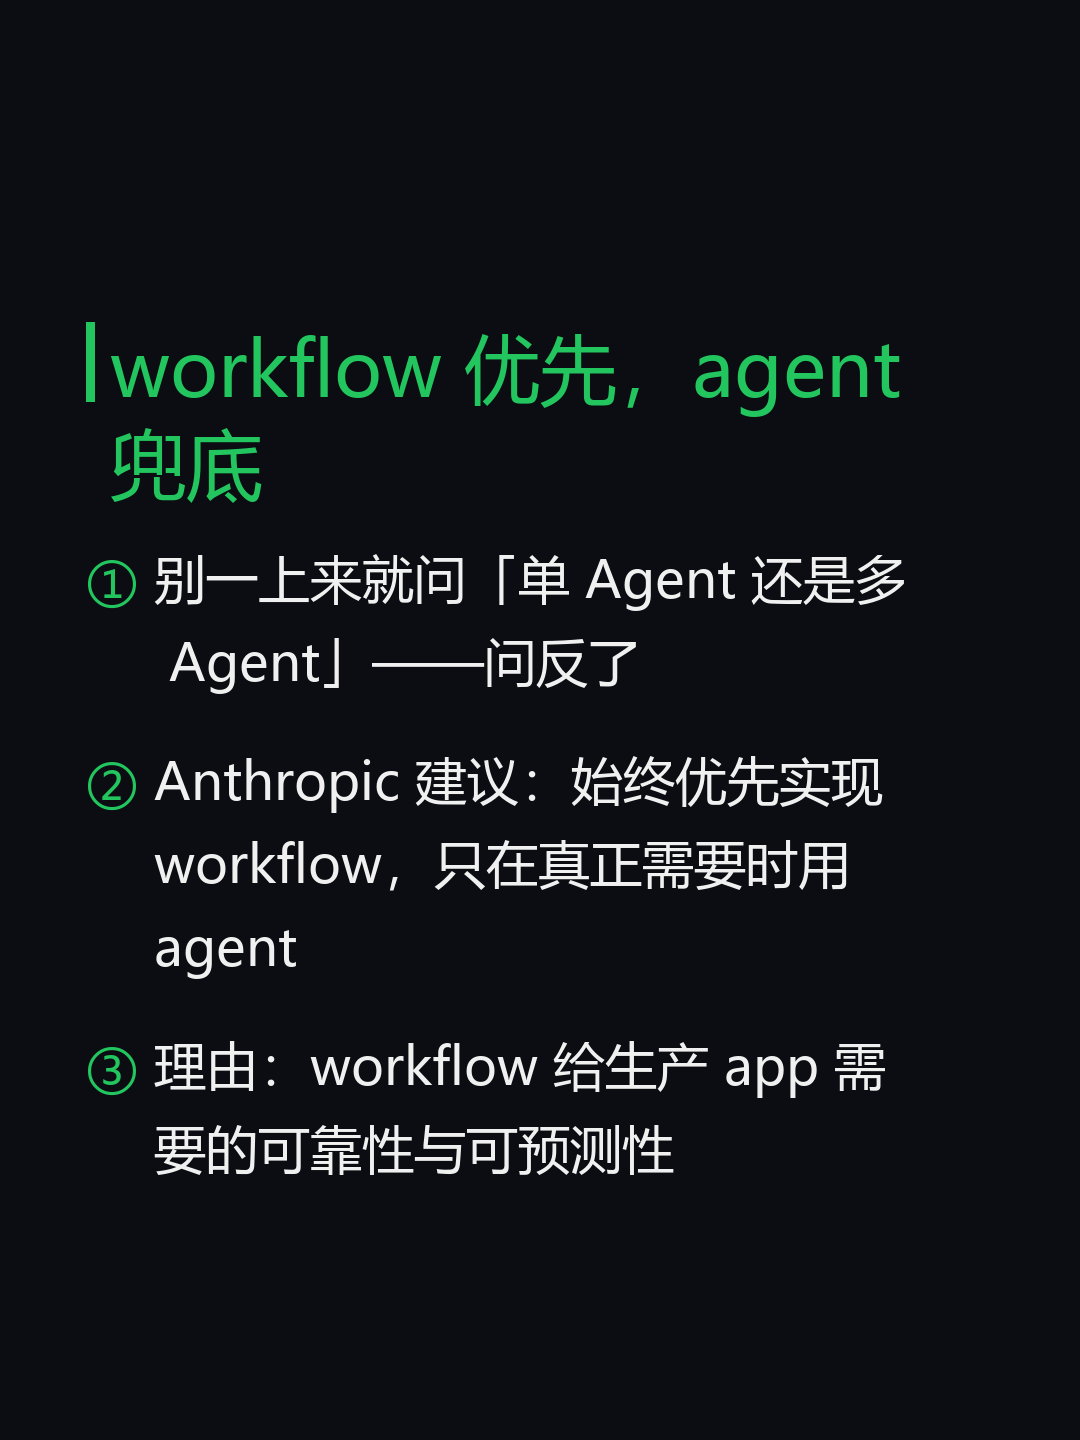 workflow 优先，agent
兜底
① 别一上来就问「单 Agent 还是多
Agent」——问反了
② Anthropic 建议：始终优先实现
workflow，只在真正需要时用
agent
③ 理由：workflow 给生产 app 需
要的可靠性与可预测性